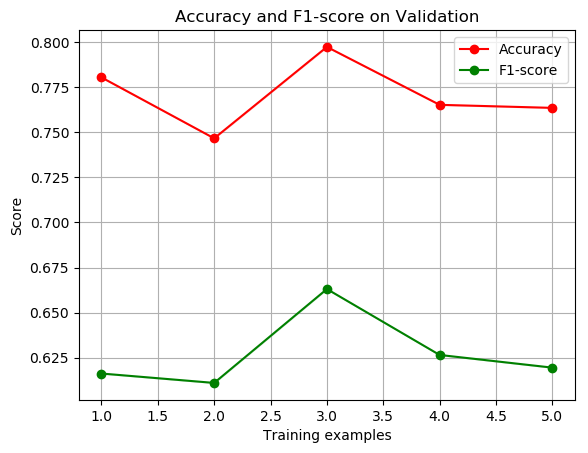 Accuracy and F1-score on Validation
Accuracy
F1-score
Score
0.800
0.775
0.750
0.725
0.700
0.675
0.650
0.625
1.0 1.5 2.0 2.5 3.0 3.5 4.0 4.5 5.0
Training examples